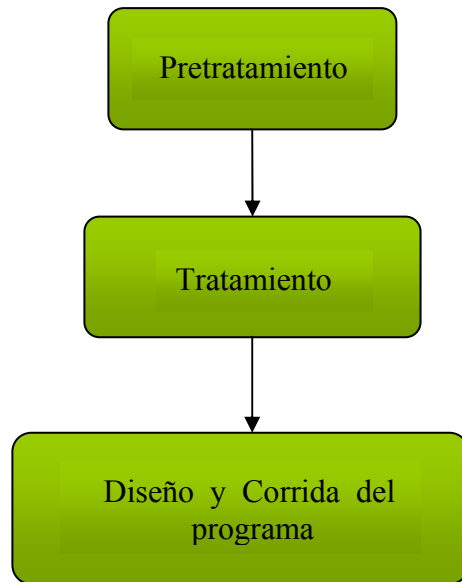 Pretratamiento
Tratamiento
Diseño y Corrida del
programa